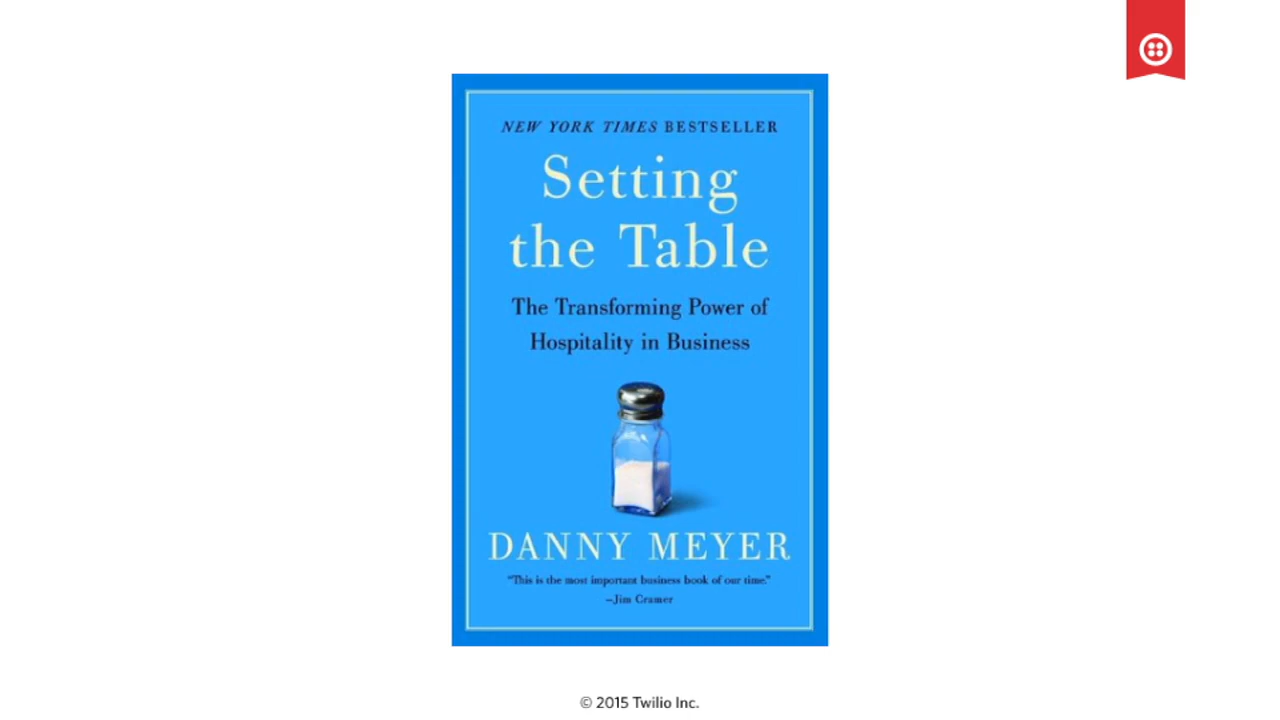 NEW YORK TIMES BESTSELLER
Setting
the Table
The Transforming Power of
Hospitality in Business
DANNY MEYER
“This is the most important business book of our time.”
—Jim Cramer
© 2015 Twilio Inc.